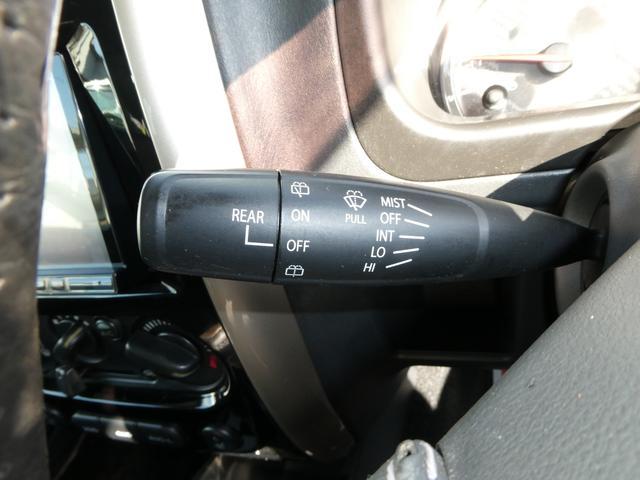 REAR
ON
OFF
PULL
MIST
OFF
INT
LO
HI